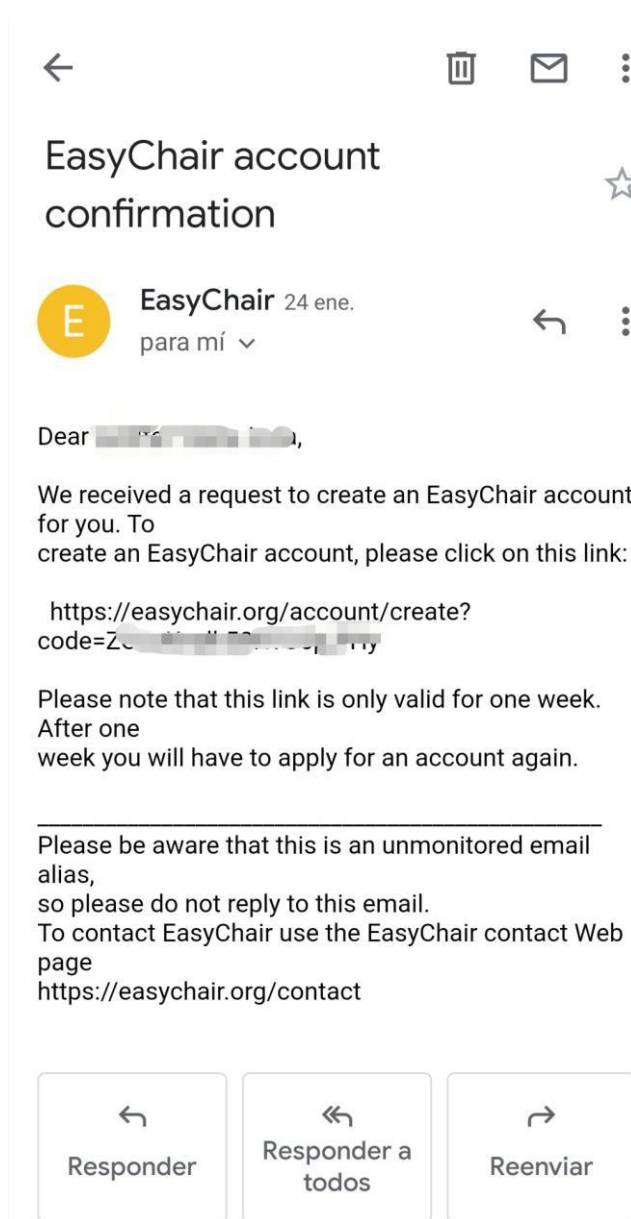 EasyChair account
confirmation
E
EasyChair 24 ene.
para mí
Dear
We received a request to create an EasyChair account
for you. To
create an EasyChair account, please click on this link:
https://easychair.org/account/create?
code=
Please note that this link is only valid for one week.
After one
week you will have to apply for an account again.
Please be aware that this is an unmonitored email
alias,
so please do not reply to this email.
To contact EasyChair use the EasyChair contact Web
page
https://easychair.org/contact
Responder
Responder a
todos
Reenviar